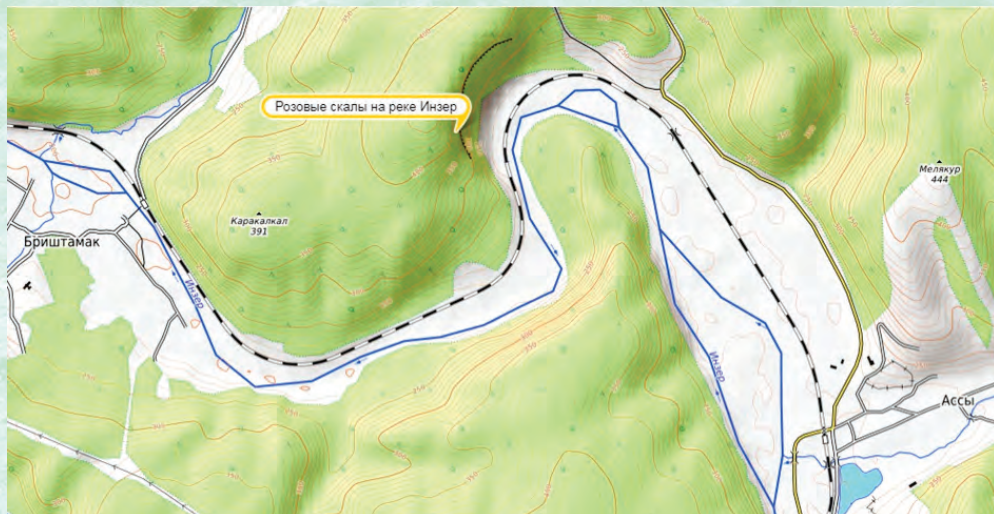 Розовые скалы на реке Инзер
Мелякур
444
Каракалкал
391
Бриштамак
Инзер
Инзер
Ассы